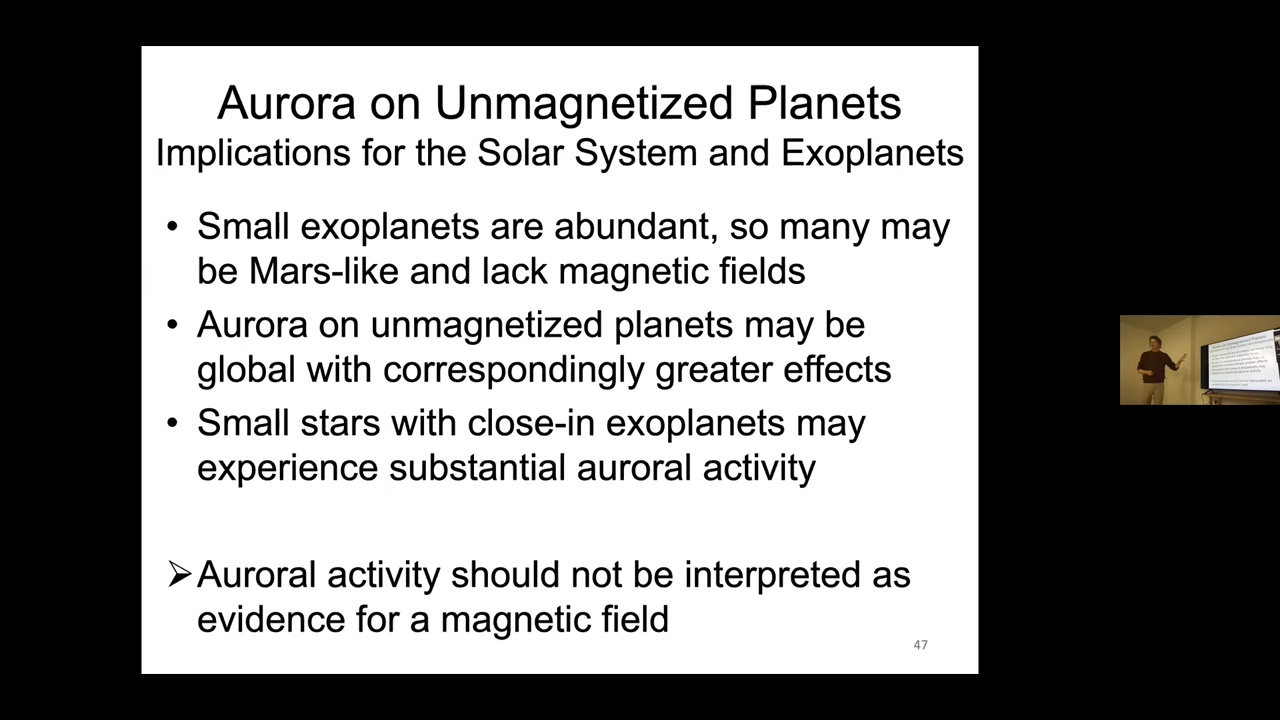 Aurora on Unmagnetized Planets
Implications for the Solar System and Exoplanets
• Small exoplanets are abundant, so many may
be Mars-like and lack magnetic fields
• Aurora on unmagnetized planets may be
global with correspondingly greater effects
• Small stars with close-in exoplanets may
experience substantial auroral activity
➢ Auroral activity should not be interpreted as
evidence for a magnetic field
47